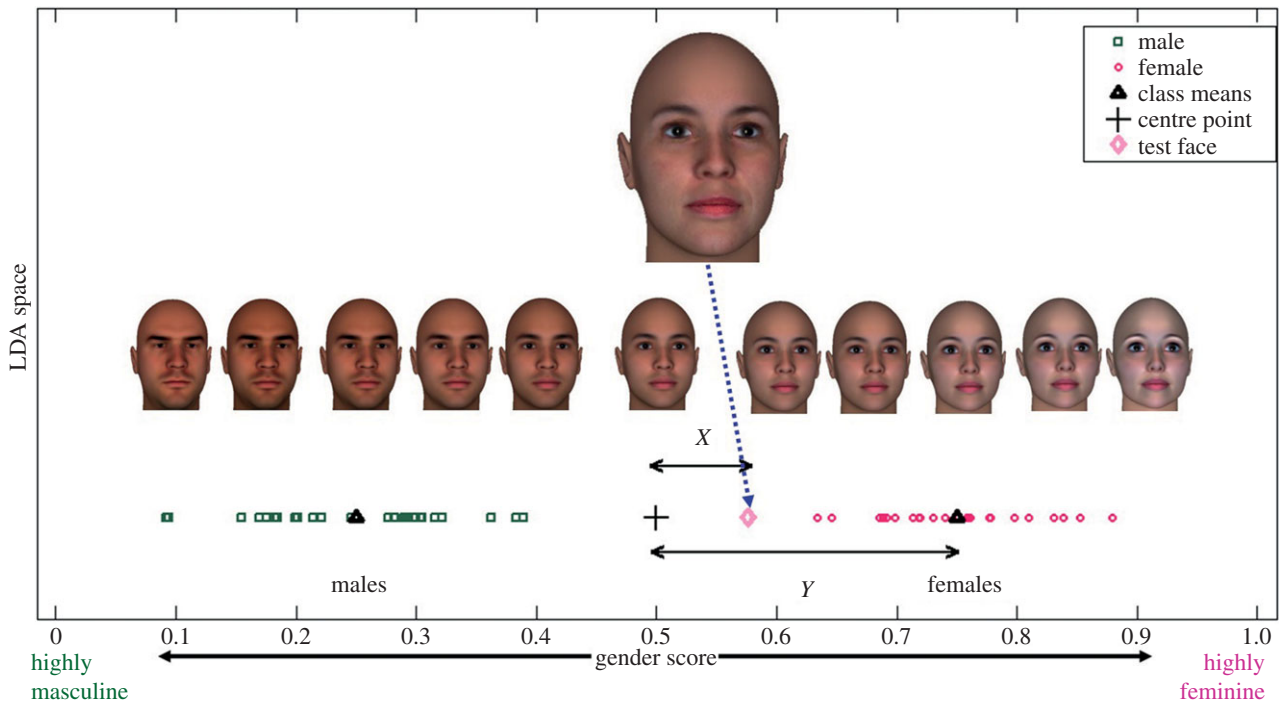 male
female
class means
centre point
test face
LDA space
X
Y
males
females
0 0.1 0.2 0.3 0.4 0.5 0.6 0.7 0.8 0.9 1.0
gender score
highly
masculine
highly
feminine